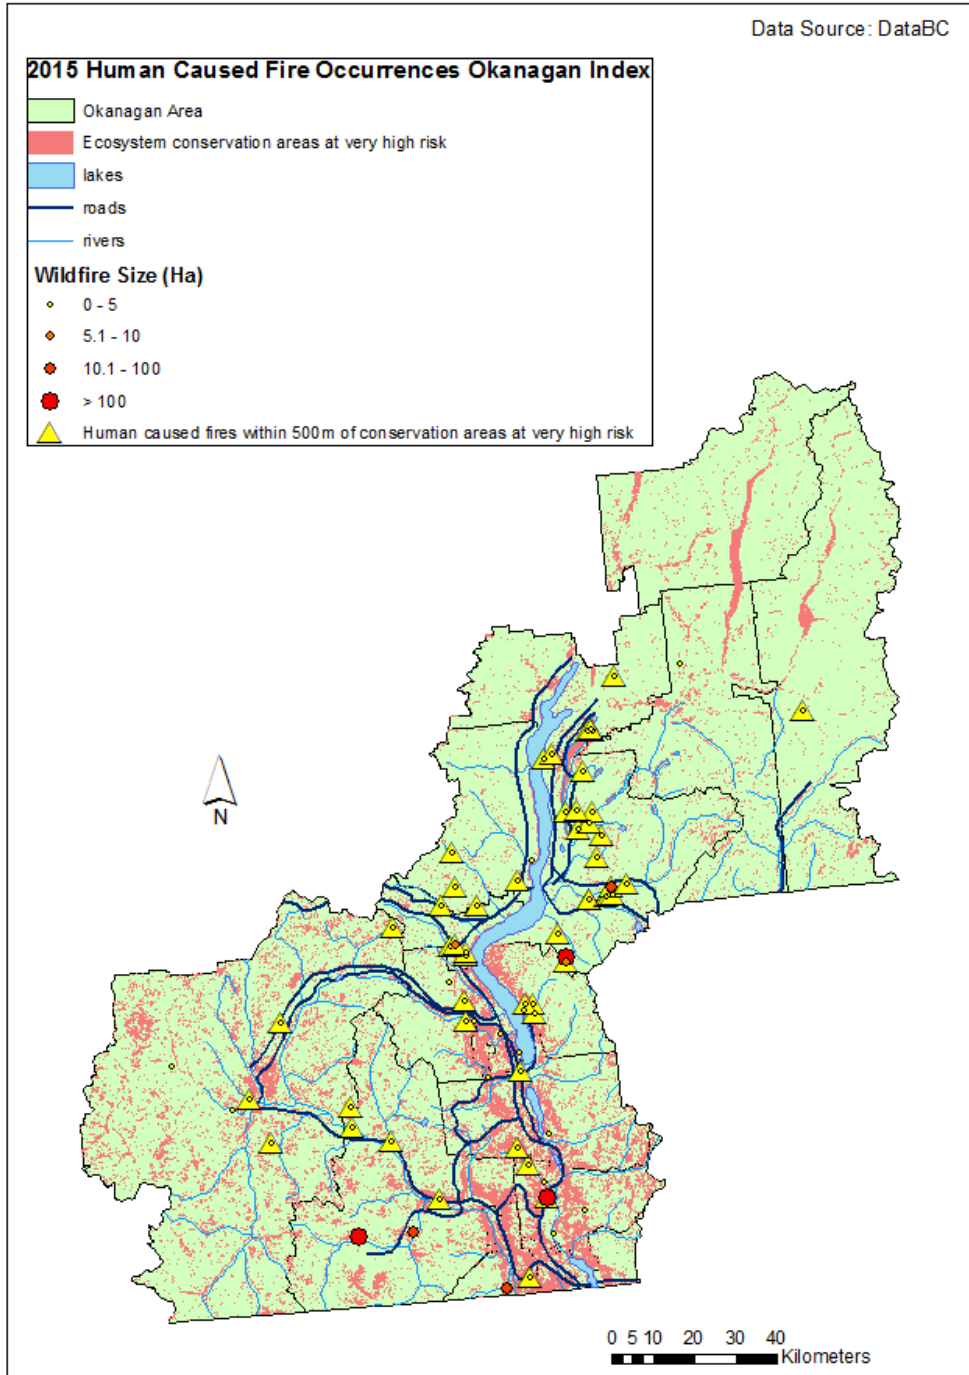 Data Source: DataBC
2015 Human Caused Fire Occurrences Okanagan Index
Okanagan Area
Ecosystem conservation areas at very high risk
lakes
roads
rivers
Wildfire Size (Ha)
0 - 5
5.1 - 10
10.1 - 100
> 100
Human caused fires within 500m of conservation areas at very high risk
N
0 5 10 20 30 40
Kilometers